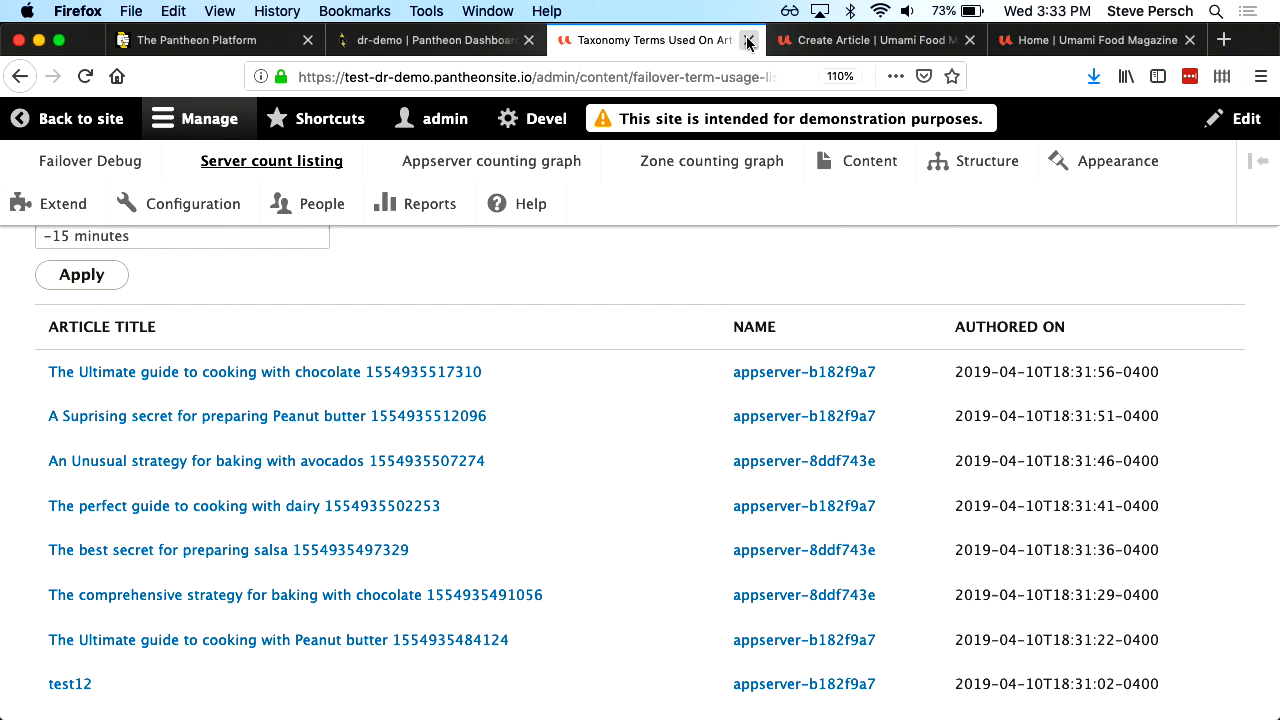 Firefox File Edit View History Bookmarks Tools Window Help 73% Wed 3:33 PM Steve Persch
The Pantheon Platform dr-demo | Pantheon Dashboar Taxonomy Terms Used On Art Create Article | Umami Food M Home | Umami Food Magazine
https://test-dr-demo.pantheonsite.io/admin/content/failover-term-usage-lis 110%
Back to site Manage Shortcuts admin Devel This site is intended for demonstration purposes. Edit
Failover Debug Server count listing Appserver counting graph Zone counting graph Content Structure Appearance
Extend Configuration People Reports Help
-15 minutes
Apply
ARTICLE TITLE NAME AUTHORED ON
The Ultimate guide to cooking with chocolate 1554935517310 appserver-b182f9a7 2019-04-10T18:31:56-0400
A Suprising secret for preparing Peanut butter 1554935512096 appserver-b182f9a7 2019-04-10T18:31:51-0400
An Unusual strategy for baking with avocados 1554935507274 appserver-8ddf743e 2019-04-10T18:31:46-0400
The perfect guide to cooking with dairy 1554935502253 appserver-b182f9a7 2019-04-10T18:31:41-0400
The best secret for preparing salsa 1554935497329 appserver-8ddf743e 2019-04-10T18:31:36-0400
The comprehensive strategy for baking with chocolate 1554935491056 appserver-8ddf743e 2019-04-10T18:31:29-0400
The Ultimate guide to cooking with Peanut butter 1554935484124 appserver-b182f9a7 2019-04-10T18:31:22-0400
test12 appserver-b182f9a7 2019-04-10T18:31:02-0400